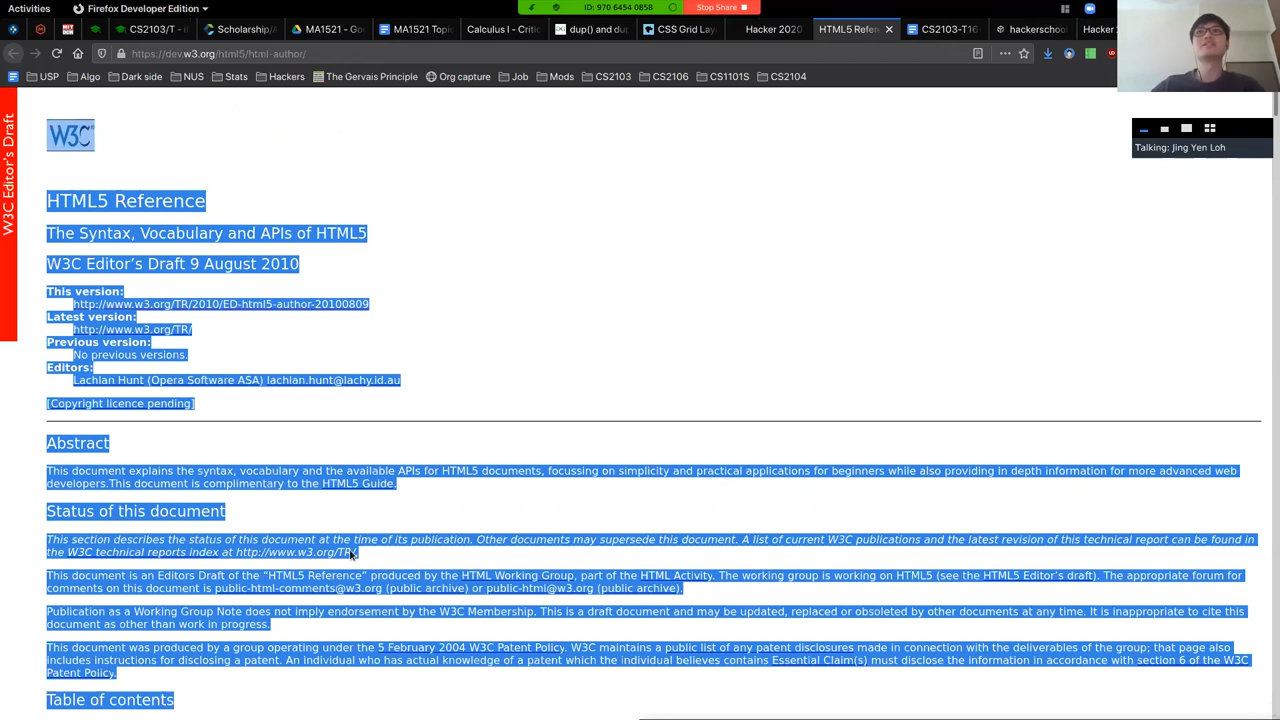 Activities
Firefox Developer Edition
ID: 970 6454 0858
Stop Share
CS2103/T - 
Scholarship/
MA1521 - Go
MA1521 Topic
Calculus I - Critic
dup() and dup
CSS Grid Lay
Hacker 2020
HTML5 Refere
CS2103-T16-
hackerschool
https://dev.w3.org/html5/html-author/
USP
Algo
Dark side
NUS
Stats
Hackers
The Gervais Principle
Org capture
Job
Mods
CS2103
CS2106
CS1101S
CS2104
Talking: Jing Yen Loh
W3C Editor's Draft
W3C
HTML5 Reference
The Syntax, Vocabulary and APIs of HTML5
W3C Editor’s Draft 9 August 2010
This version:
http://www.w3.org/TR/2010/ED-html5-author-20100809
Latest version:
http://www.w3.org/TR/
Previous version:
No previous versions.
Editors:
Lachlan Hunt (Opera Software ASA) lachlan.hunt@lachy.id.au
[Copyright licence pending]
Abstract
This document explains the syntax, vocabulary and the available APIs for HTML5 documents, focussing on simplicity and practical applications for beginners while also providing in depth information for more advanced web
developers.This document is complimentary to the HTML5 Guide.
Status of this document
This section describes the status of this document at the time of its publication. Other documents may supersede this document. A list of current W3C publications and the latest revision of this technical report can be found in
the W3C technical reports index at http://www.w3.org/TR/.
This document is an Editors Draft of the “HTML5 Reference” produced by the HTML Working Group, part of the HTML Activity. The working group is working on HTML5 (see the HTML5 Editor’s draft). The appropriate forum for
comments on this document is public-html-comments@w3.org (public archive) or public-html@w3.org (public archive).
Publication as a Working Group Note does not imply endorsement by the W3C Membership. This is a draft document and may be updated, replaced or obsoleted by other documents at any time. It is inappropriate to cite this
document as other than work in progress.
This document was produced by a group operating under the 5 February 2004 W3C Patent Policy. W3C maintains a public list of any patent disclosures made in connection with the deliverables of the group; that page also
includes instructions for disclosing a patent. An individual who has actual knowledge of a patent which the individual believes contains Essential Claim(s) must disclose the information in accordance with section 6 of the W3C
Patent Policy.
Table of contents